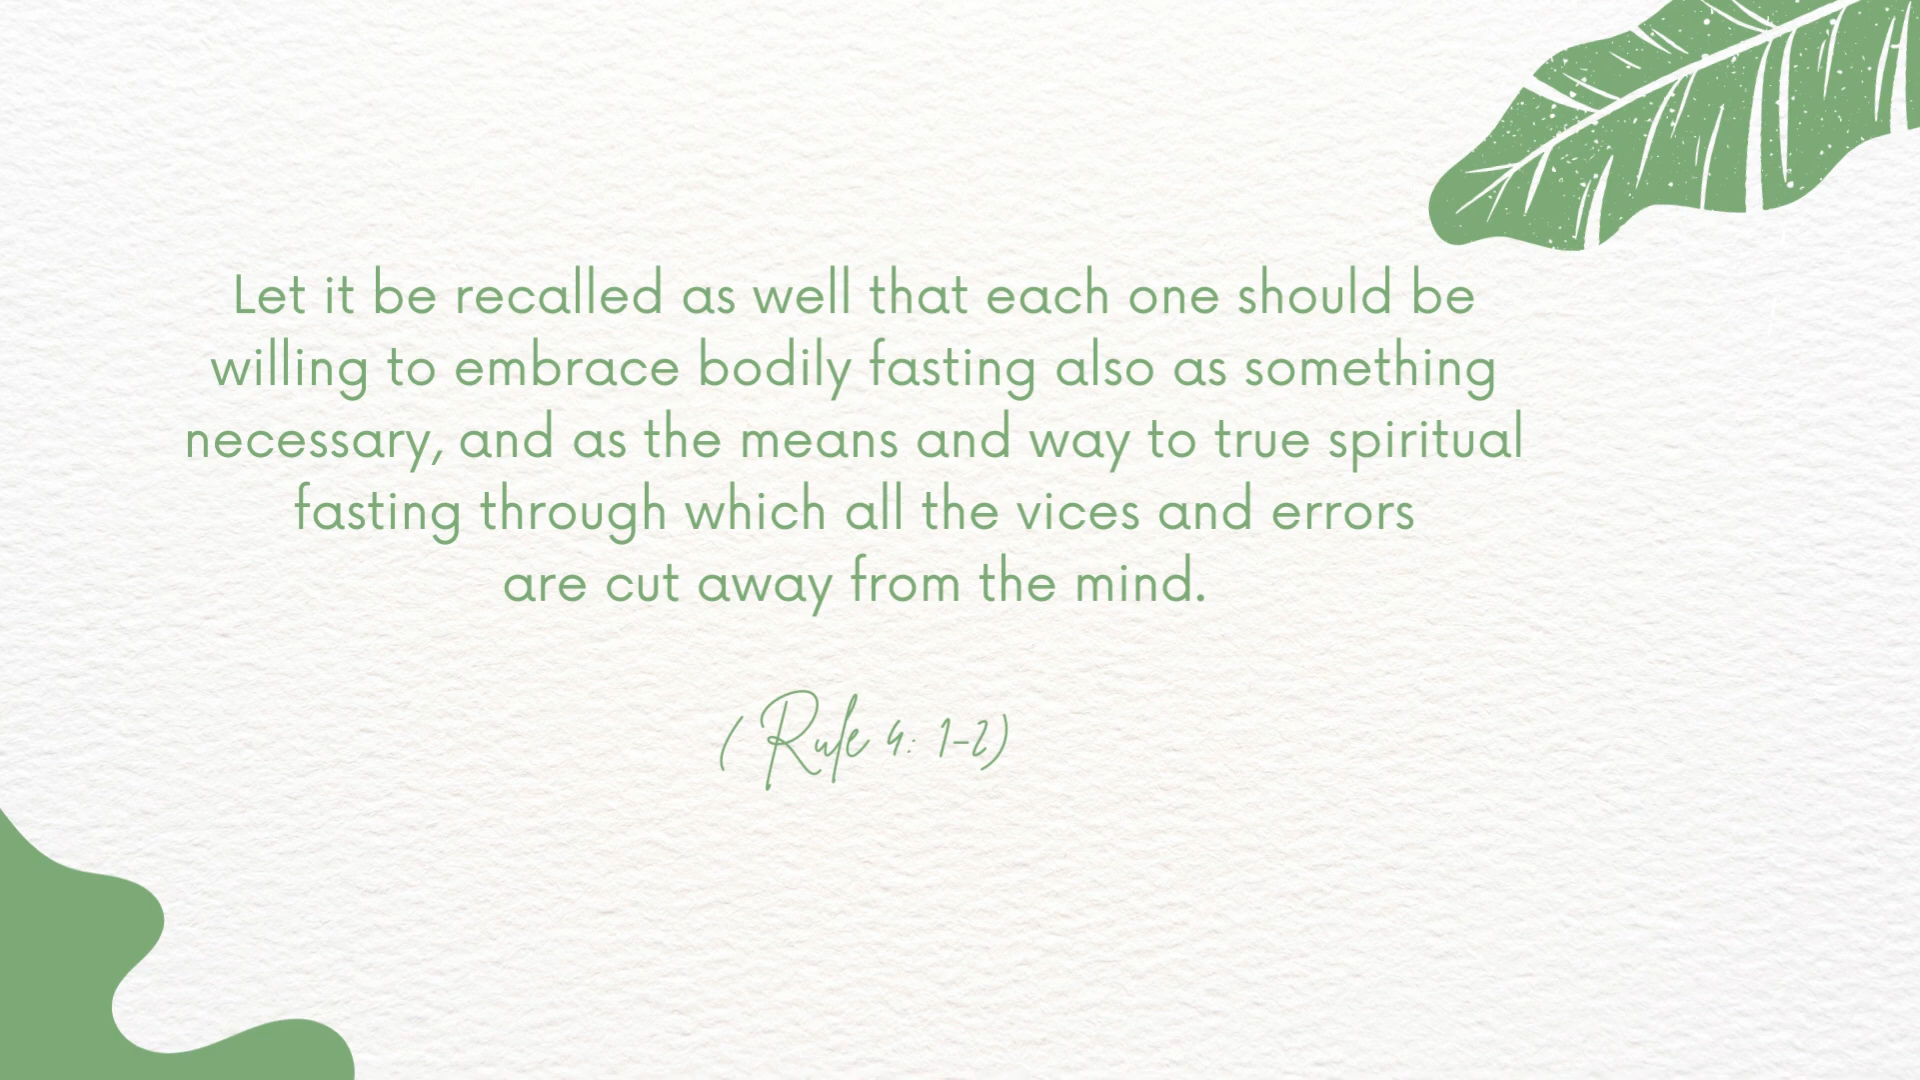 Let it be recalled as well that each one should be
willing to embrace bodily fasting also as something
necessary, and as the means and way to true spiritual
fasting through which all the vices and errors
are cut away from the mind.
( Rule 4: 1-2)